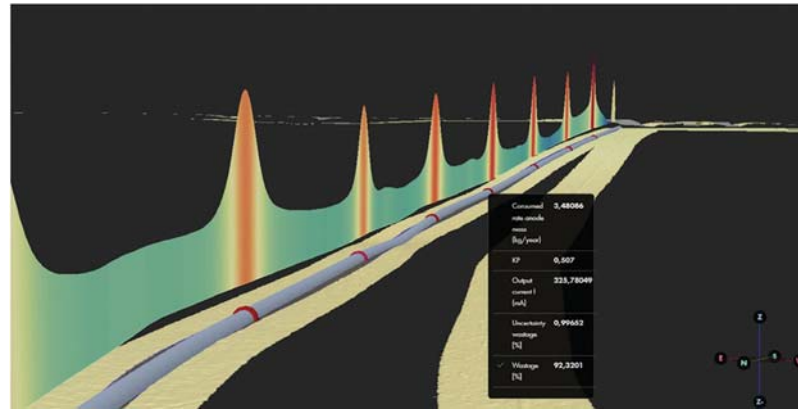 Consumed 3,48086
rate anode
mass
(kg/year)
KP 0,507
Output 325,78049
current I
(mA)
Uncertainty 0,99652
wastage
[%]
Wastage 92,3201
[%]
Z
E
N
S
Z-